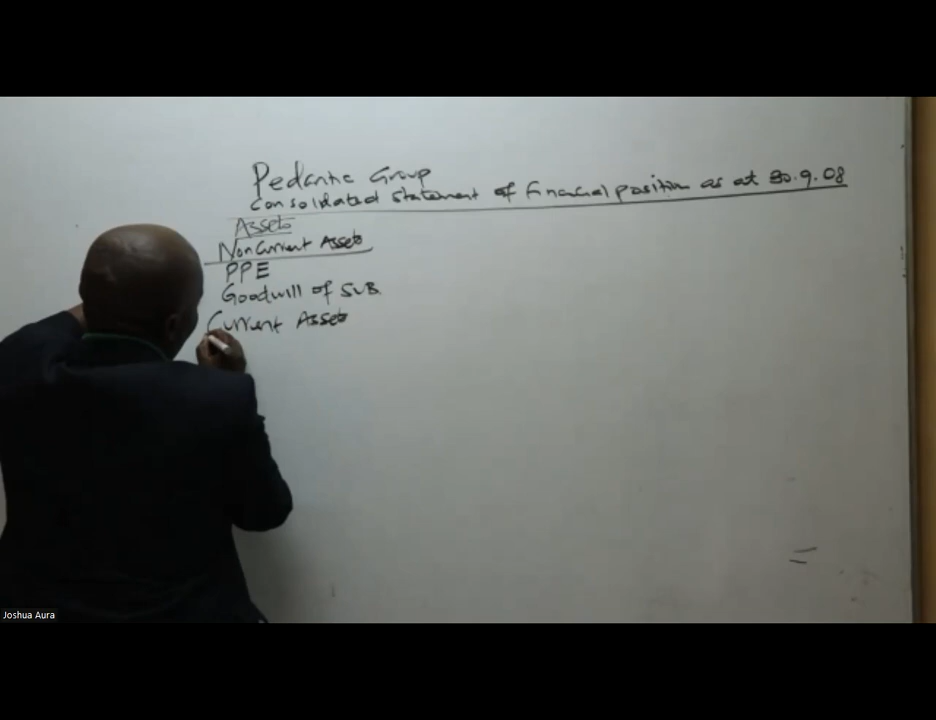 Pedantic Group
Consolidated Statement of Financial position as at 30.9.08
Assets
Non Current Assets
PPE
Goodwill of SUB.
Current Assets
Joshua Aura